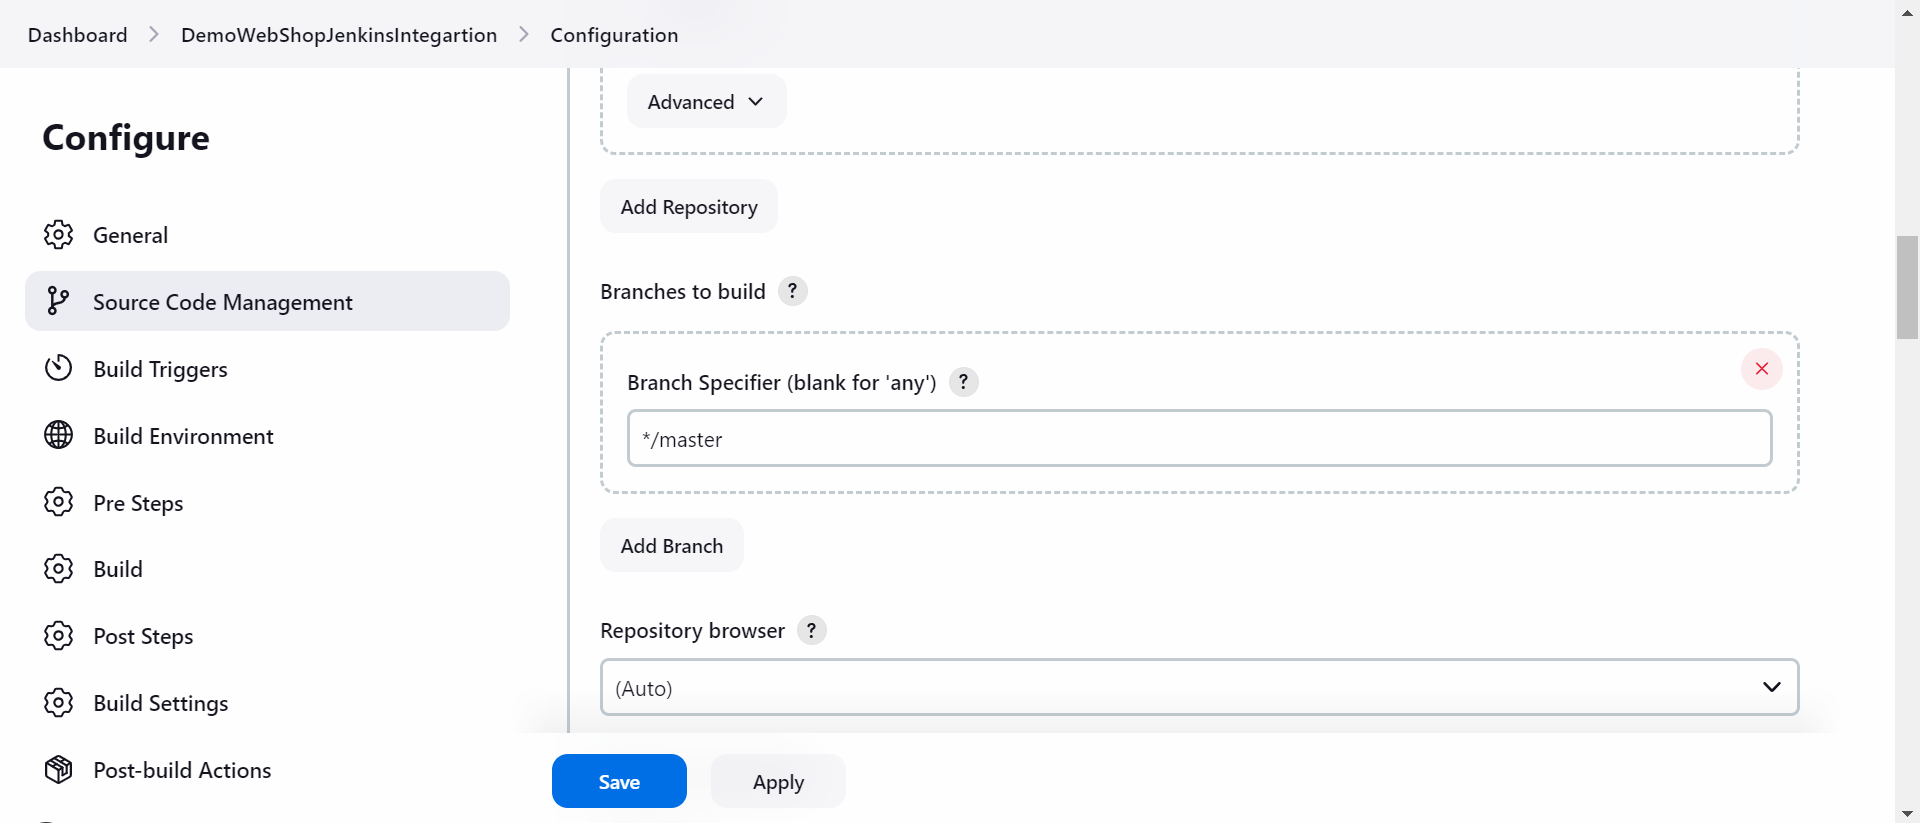 Dashboard > DemoWebShopJenkinsIntegartion > Configuration
Configure
General
Source Code Management
Build Triggers
Build Environment
Pre Steps
Build
Post Steps
Build Settings
Post-build Actions
Advanced
Add Repository
Branches to build ?
Branch Specifier (blank for 'any') ?
*/master
Add Branch
Repository browser ?
(Auto)
Save
Apply